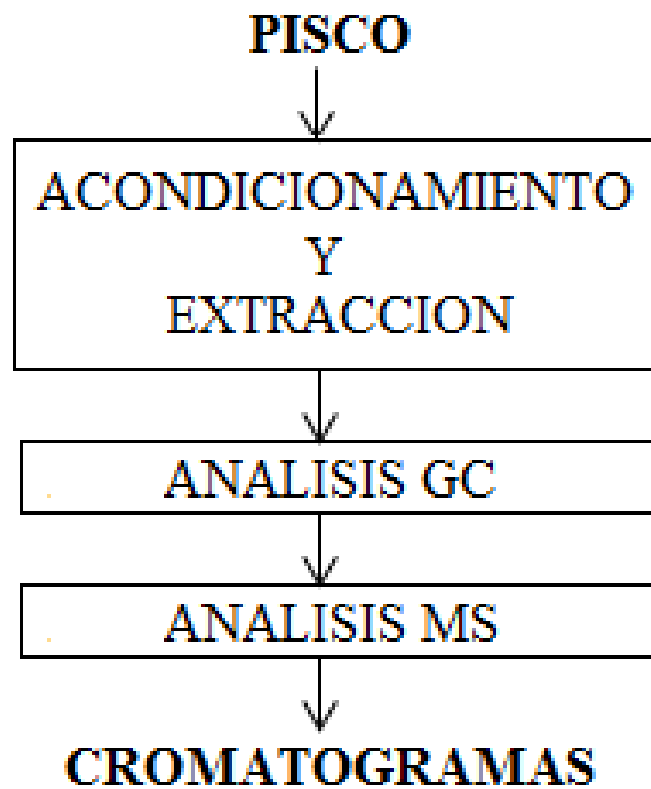 PISCO
ACONDICIONAMIENTO
Y
EXTRACCION
ANALISIS GC
ANALISIS MS
CROMATOGRAMAS